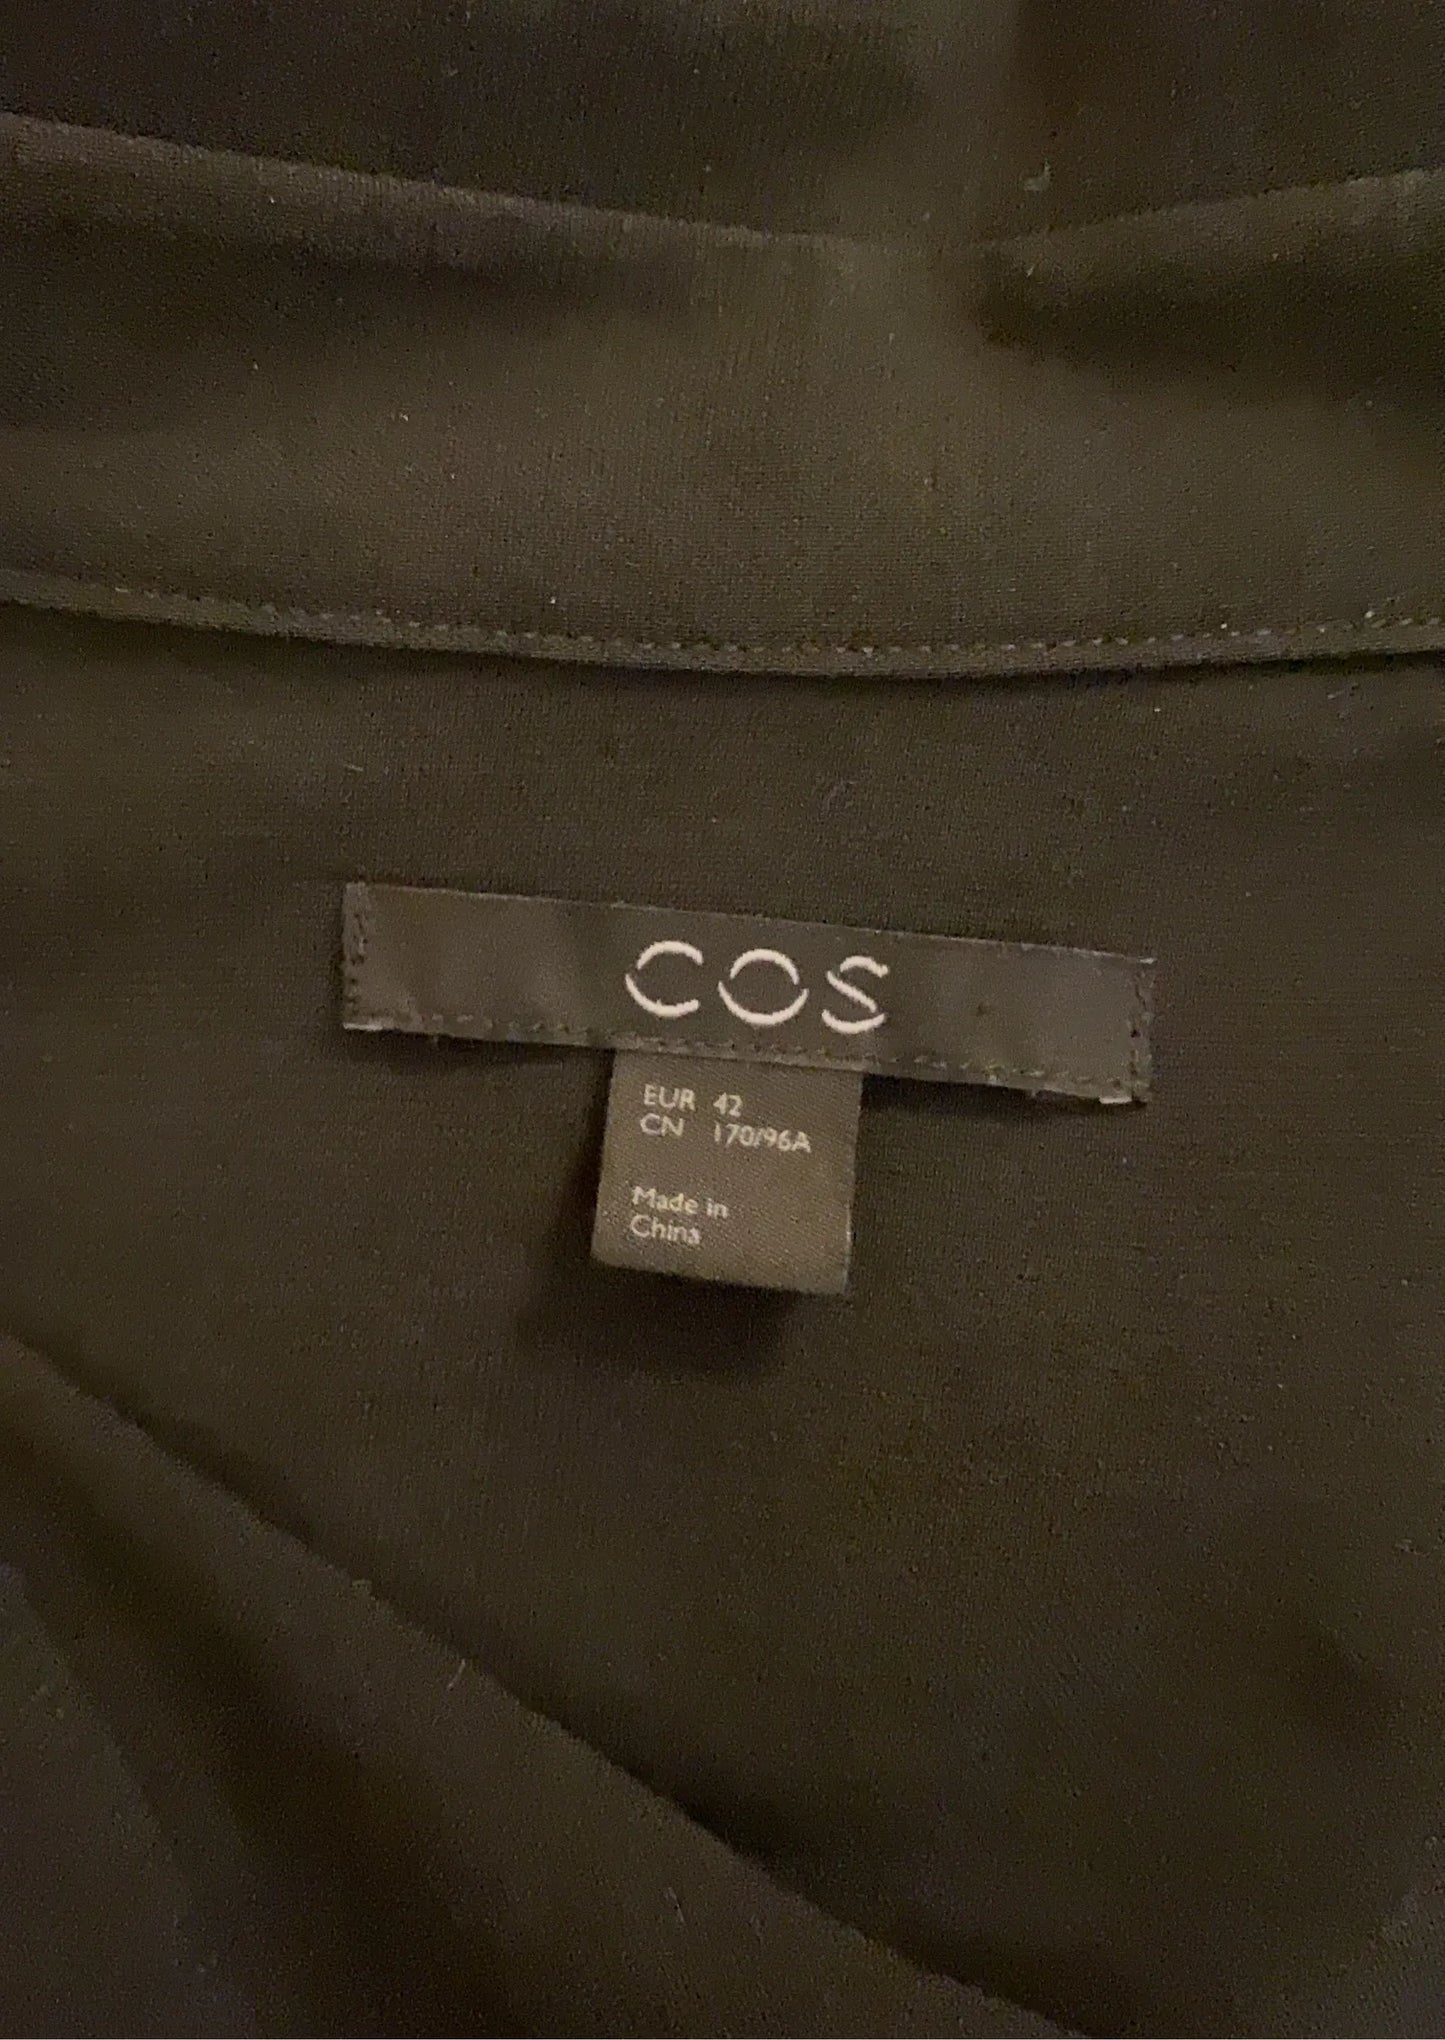 COS
EUR 42
CN 170/96A
Made in
China